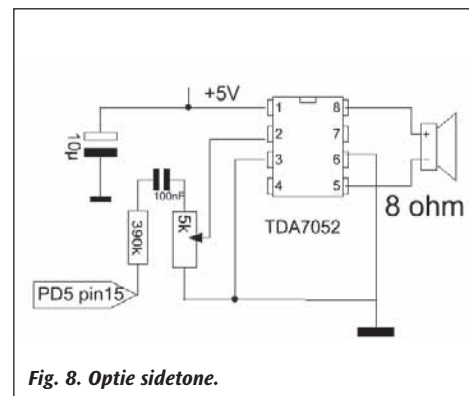 +5V
10µ
1
2
3
4
8
7
6
5
+
-
100nF
390k
5k
TDA7052
8 ohm
PD5 pin15
Fig. 8. Optie sidetone.